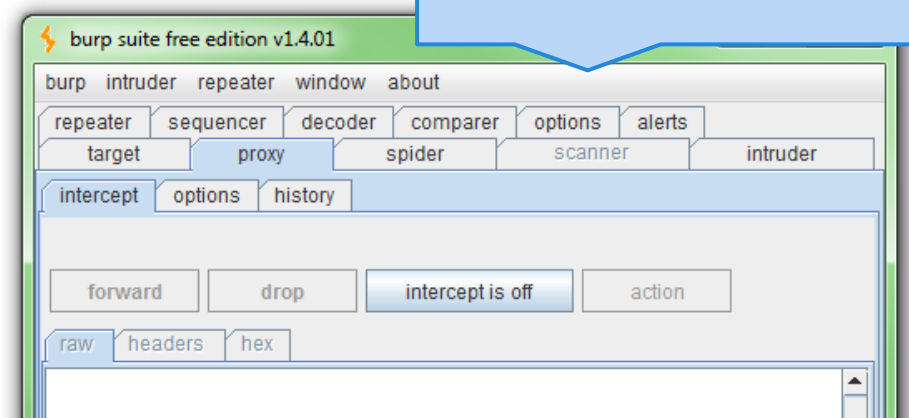 burp suite free edition v1.4.01
burp intruder repeater window about
repeater sequencer decoder comparer options alerts
target proxy spider scanner intruder
intercept options history
forward drop intercept is off action
raw headers hex